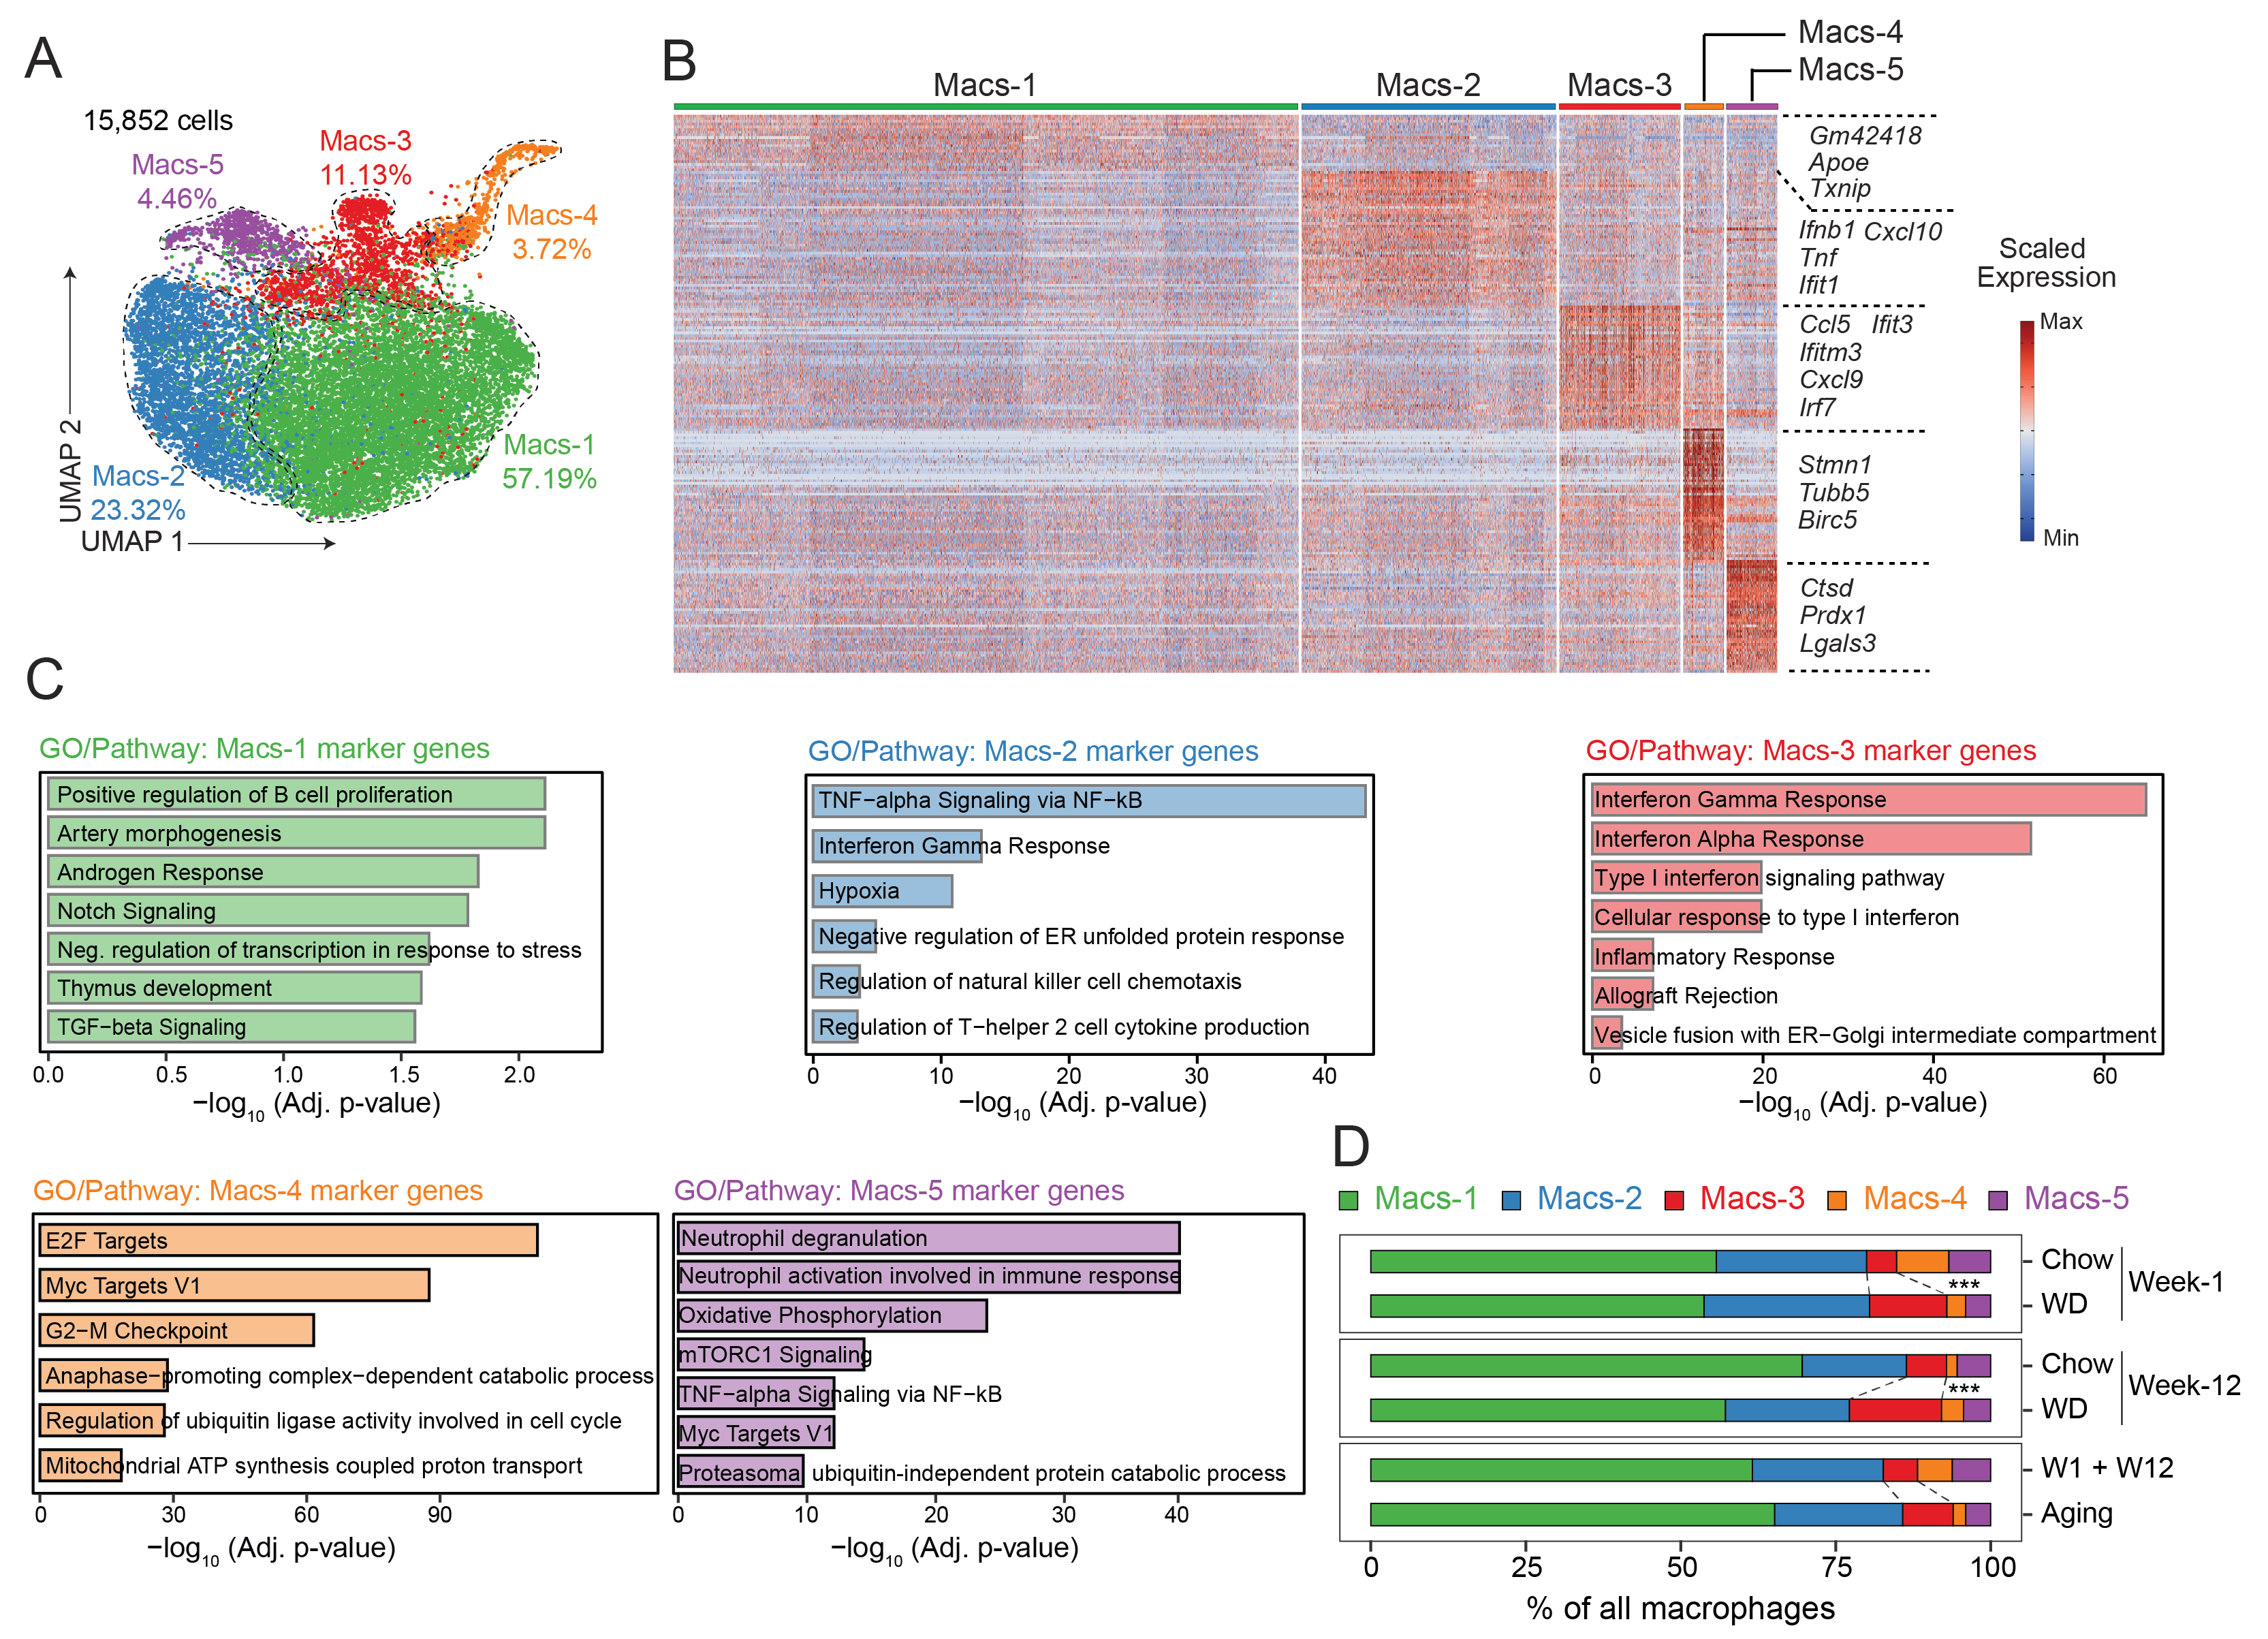 A
15,852 cells
Macs-5
4.46%
Macs-3
11.13%
Macs-4
3.72%
Macs-1
57.19%
Macs-2
23.32%
UMAP 2
UMAP 1
B
Macs-1
Macs-2
Macs-3
Macs-4
Macs-5
Gm42418
Apoe
Txnip
Ifnb1 Cxcl10
Tnf
Ifit1
Ccl5 Ifit3
Ifitm3
Cxcl9
Irf7
Stmn1
Tubb5
Birc5
Ctsd
Prdx1
Lgals3
Scaled
Expression
Max
Min
C
GO/Pathway: Macs-1 marker genes
Positive regulation of B cell proliferation
Artery morphogenesis
Androgen Response
Notch Signaling
Neg. regulation of transcription in response to stress
Thymus development
TGF−beta Signaling
0.0 0.5 1.0 1.5 2.0
−log10 (Adj. p-value)
GO/Pathway: Macs-2 marker genes
TNF−alpha Signaling via NF−kB
Interferon Gamma Response
Hypoxia
Negative regulation of ER unfolded protein response
Regulation of natural killer cell chemotaxis
Regulation of T−helper 2 cell cytokine production
0 10 20 30 40
−log10 (Adj. p-value)
GO/Pathway: Macs-3 marker genes
Interferon Gamma Response
Interferon Alpha Response
Type I interferon signaling pathway
Cellular response to type I interferon
Inflammatory Response
Allograft Rejection
Vesicle fusion with ER−Golgi intermediate compartment
0 20 40 60
−log10 (Adj. p-value)
GO/Pathway: Macs-4 marker genes
E2F Targets
Myc Targets V1
G2−M Checkpoint
Anaphase−promoting complex−dependent catabolic process
Regulation of ubiquitin ligase activity involved in cell cycle
Mitochondrial ATP synthesis coupled proton transport
0 30 60 90
−log10 (Adj. p-value)
GO/Pathway: Macs-5 marker genes
Neutrophil degranulation
Neutrophil activation involved in immune response
Oxidative Phosphorylation
mTORC1 Signaling
TNF−alpha Signaling via NF−kB
Myc Targets V1
Proteasomal ubiquitin-independent protein catabolic process
0 10 20 30 40
−log10 (Adj. p-value)
D
Macs-1 Macs-2 Macs-3 Macs-4 Macs-5
Chow
***
WD
Week-1
Chow
***
WD
Week-12
W1 + W12
Aging
0 25 50 75 100
% of all macrophages